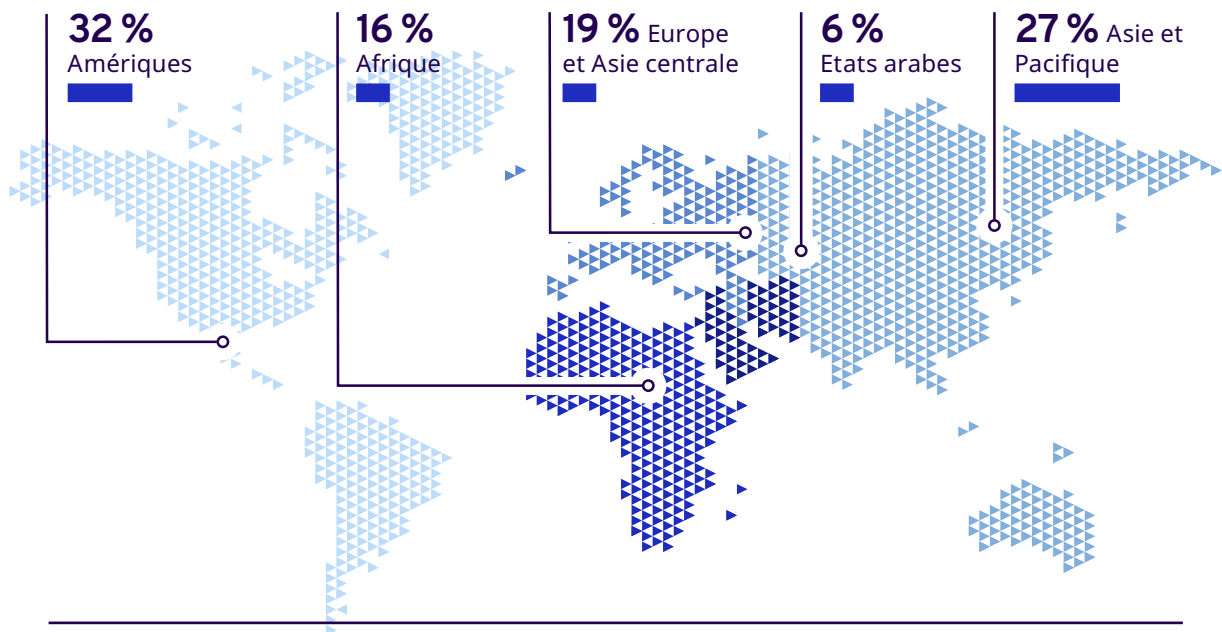 32 %
Amériques
16 %
Afrique
19 % Europe
et Asie centrale
6 %
Etats arabes
27 % Asie et
Pacifique